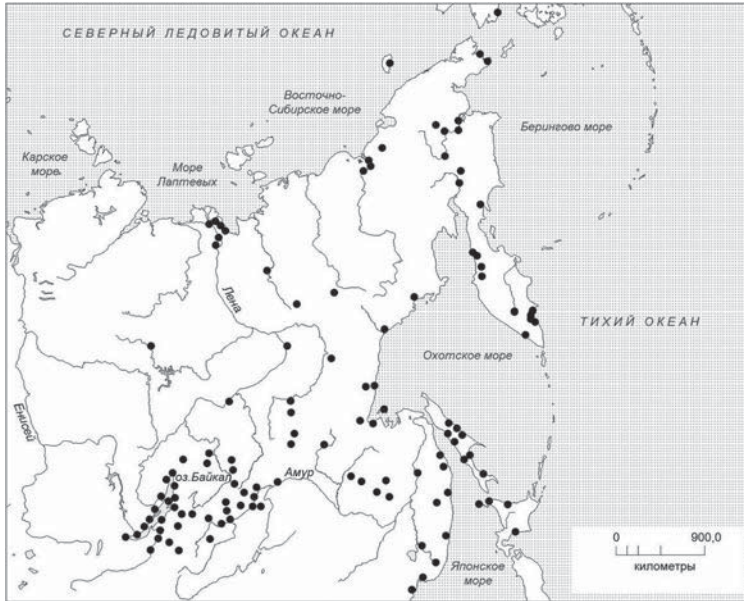 СЕВЕРНЫЙ ЛЕДОВИТЫЙ ОКЕАН
Восточно-
Сибирское море
Берингово море
Карское
море
Море
Лаптевых
Лена
ТИХИЙ ОКЕАН
Охотское море
Енисей
оз.Байкал
Амур
0 900,0
километры
Японское
море